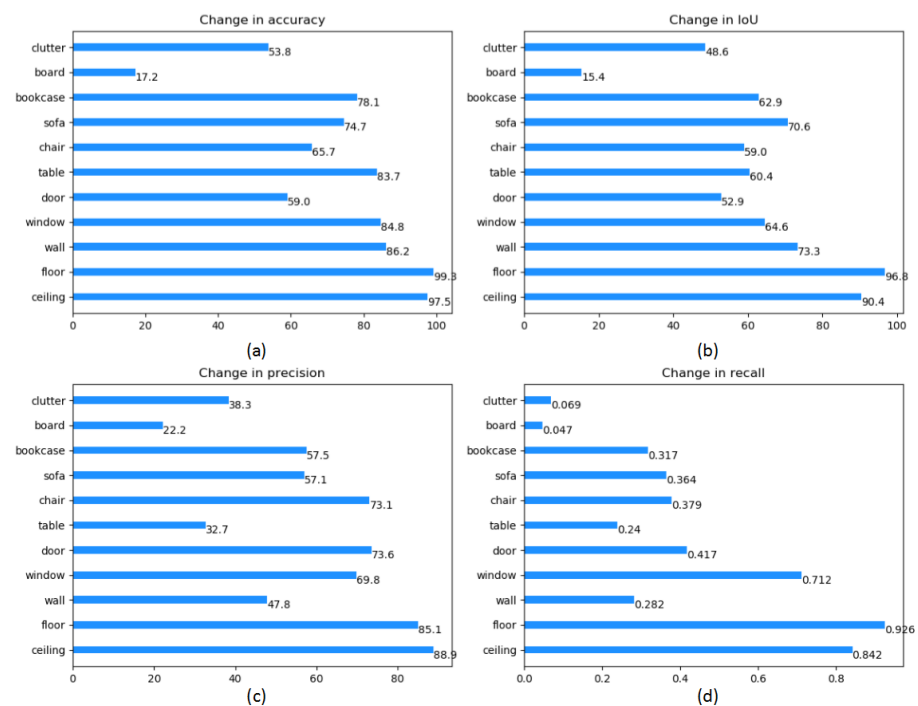 Change in accuracy
clutter 53.8
board 17.2
bookcase 78.1
sofa 74.7
chair 65.7
table 83.7
door 59.0
window 84.8
wall 86.2
floor 99.3
ceiling 97.5
0 20 40 60 80 100
(a)
Change in IoU
clutter 48.6
board 15.4
bookcase 62.9
sofa 70.6
chair 59.0
table 60.4
door 52.9
window 64.6
wall 73.3
floor 96.8
ceiling 90.4
0 20 40 60 80 100
(b)
Change in precision
clutter 38.3
board 22.2
bookcase 57.5
sofa 57.1
chair 73.1
table 32.7
door 73.6
window 69.8
wall 47.8
floor 85.1
ceiling 88.9
0 20 40 60 80
(c)
Change in recall
clutter 0.069
board 0.047
bookcase 0.317
sofa 0.364
chair 0.379
table 0.24
door 0.417
window 0.712
wall 0.282
floor 0.926
ceiling 0.842
0.0 0.2 0.4 0.6 0.8
(d)